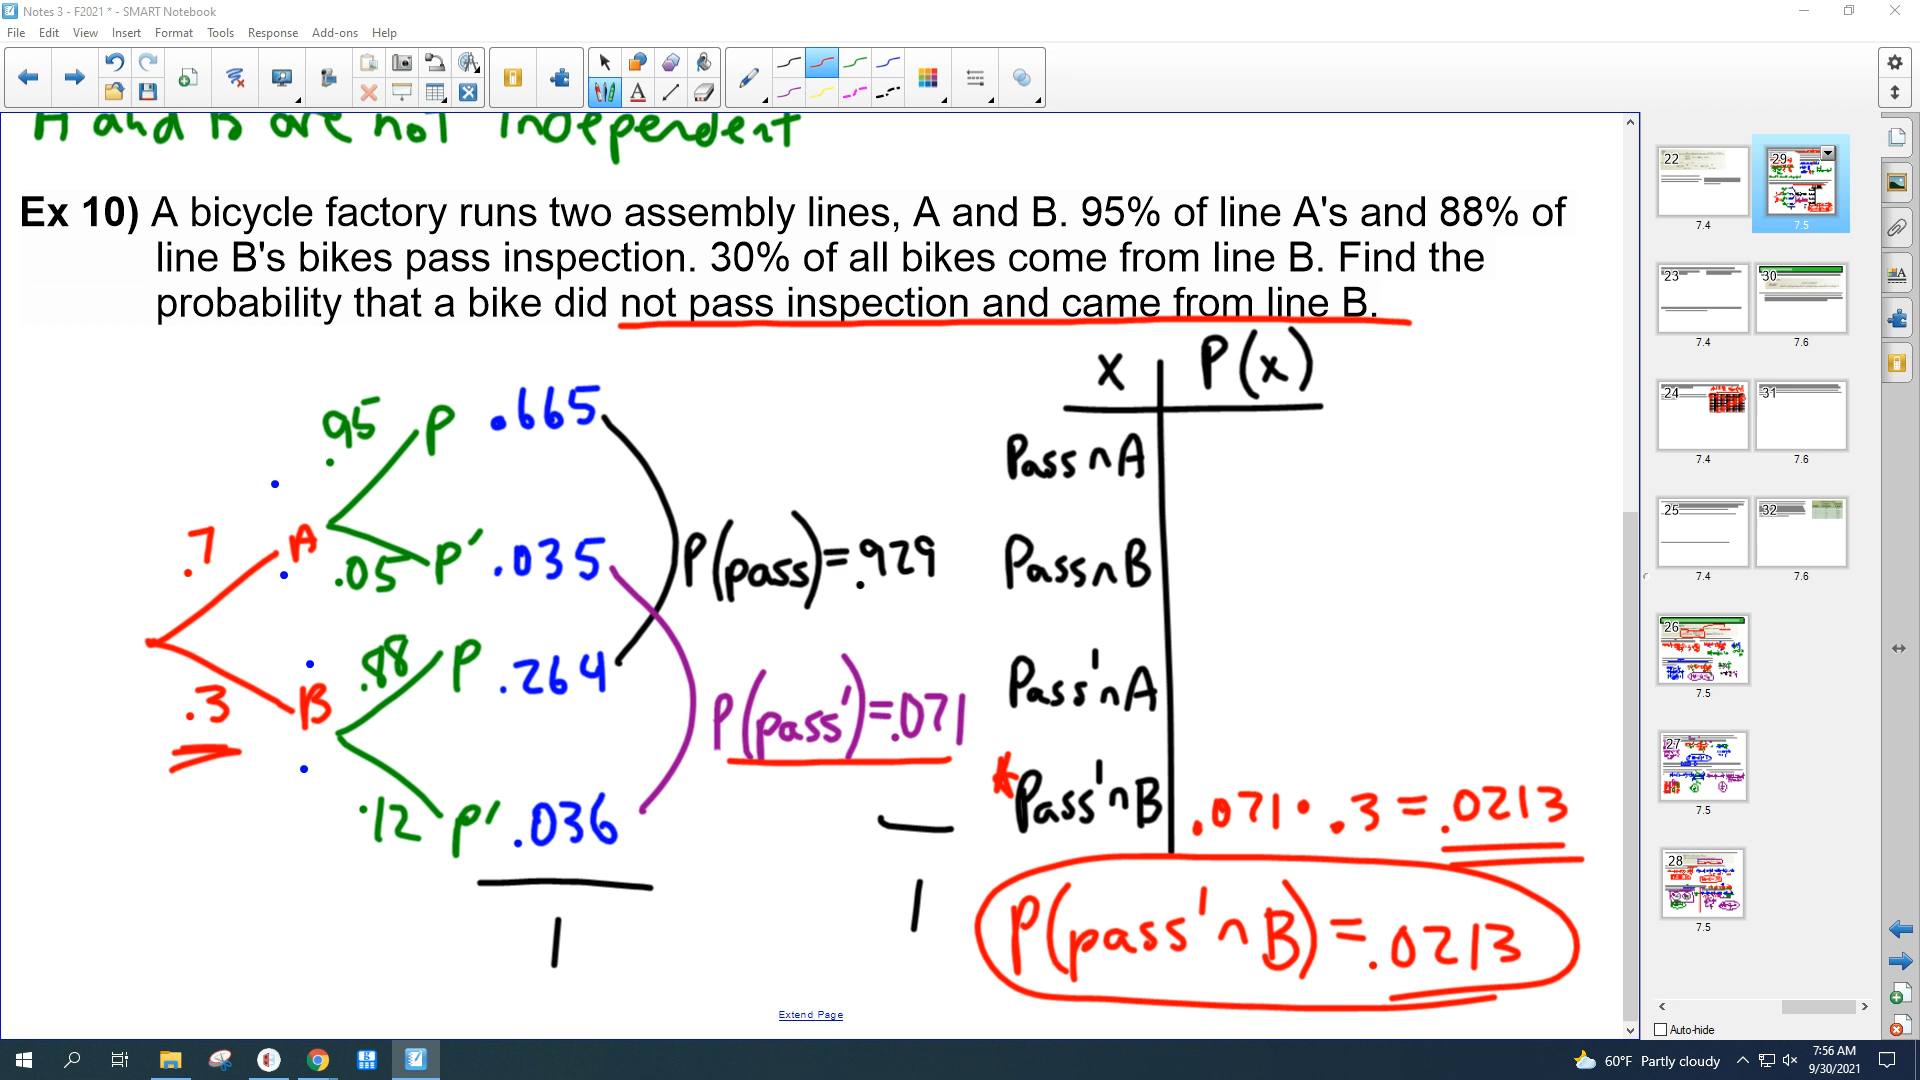 Notes 3 - F2021 * - SMART Notebook
File Edit View Insert Format Tools Response Add-ons Help
A and B are not independent
Ex 10) A bicycle factory runs two assembly lines, A and B. 95% of line A's and 88% of
line B's bikes pass inspection. 30% of all bikes come from line B. Find the
probability that a bike did not pass inspection and came from line B.
x P(x)
.95 P .665
Pass∩A
.7 A
.05 P' .035
P(pass)=.929
Pass∩B
.88 P .264
.3 B
P(pass')=.071
Pass'∩A
.12 P' .036
*Pass'∩B .071 · .3 = .0213
1
1
P(pass'∩B)=.0213
Extend Page
22 29
7.4 7.5
23 30
7.4 7.6
24 31
7.4 7.6
25 32
7.4 7.6
26
7.5
27
7.5
28
7.5
Auto-hide
60°F Partly cloudy
7:56 AM
9/30/2021